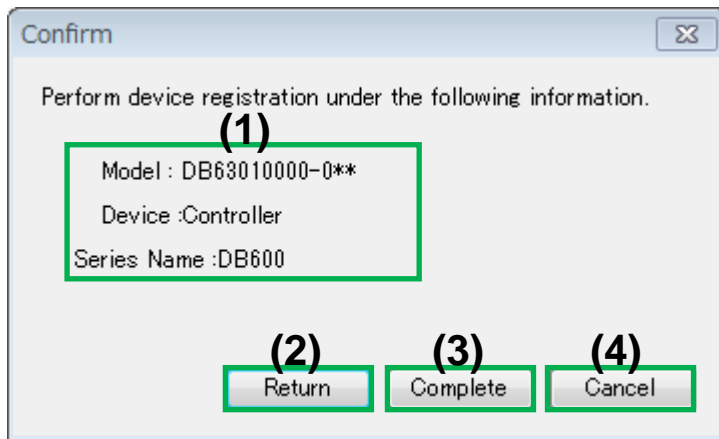 Confirm
Perform device registration under the following information.
(1)
Model : DB63010000-0**
Device :Controller
Series Name :DB600
(2) (3) (4)
Return Complete Cancel